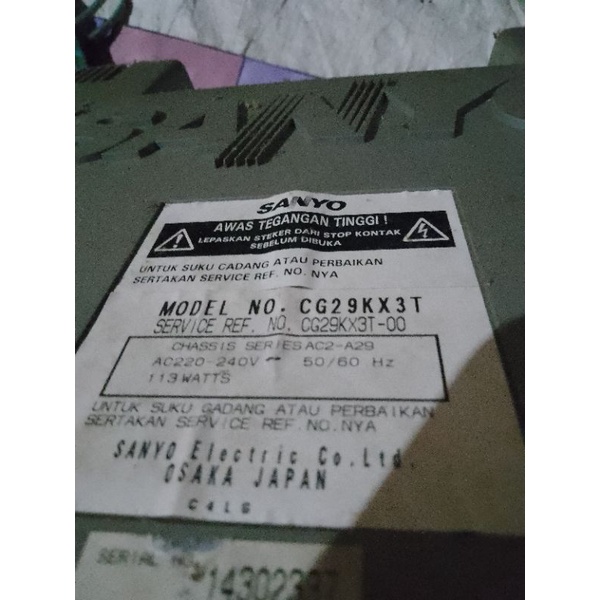 SANYO
SANYO
AWAS TEGANGAN TINGGI !
LEPASKAN STEKER DARI STOP KONTAK
SEBELUM DIBUKA
UNTUK SUKU CADANG ATAU PERBAIKAN
SERTAKAN SERVICE REF. NO. NYA
MODEL NO. CG29KX3T
SERVICE REF. NO. CG29KX3T-00
CHASSIS SERIES AC2-A29
AC220-240V ~ 50/60 Hz
113 WATTS
UNTUK SUKU CADANG ATAU PERBAIKAN
SERTAKAN SERVICE REF. NO. NYA
SANYO Electric Co.Ltd.
OSAKA JAPAN
C4LS
SERIAL NO.